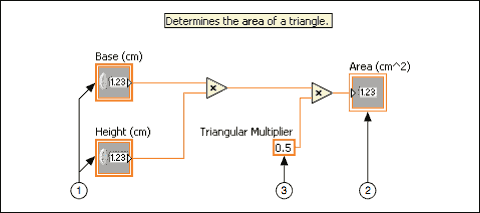 Determines the area of a triangle.
Base (cm)
1.23
Area (cm^2)
1.23
Height (cm)
1.23
Triangular Multiplier
0.5
×
×
1
3
2